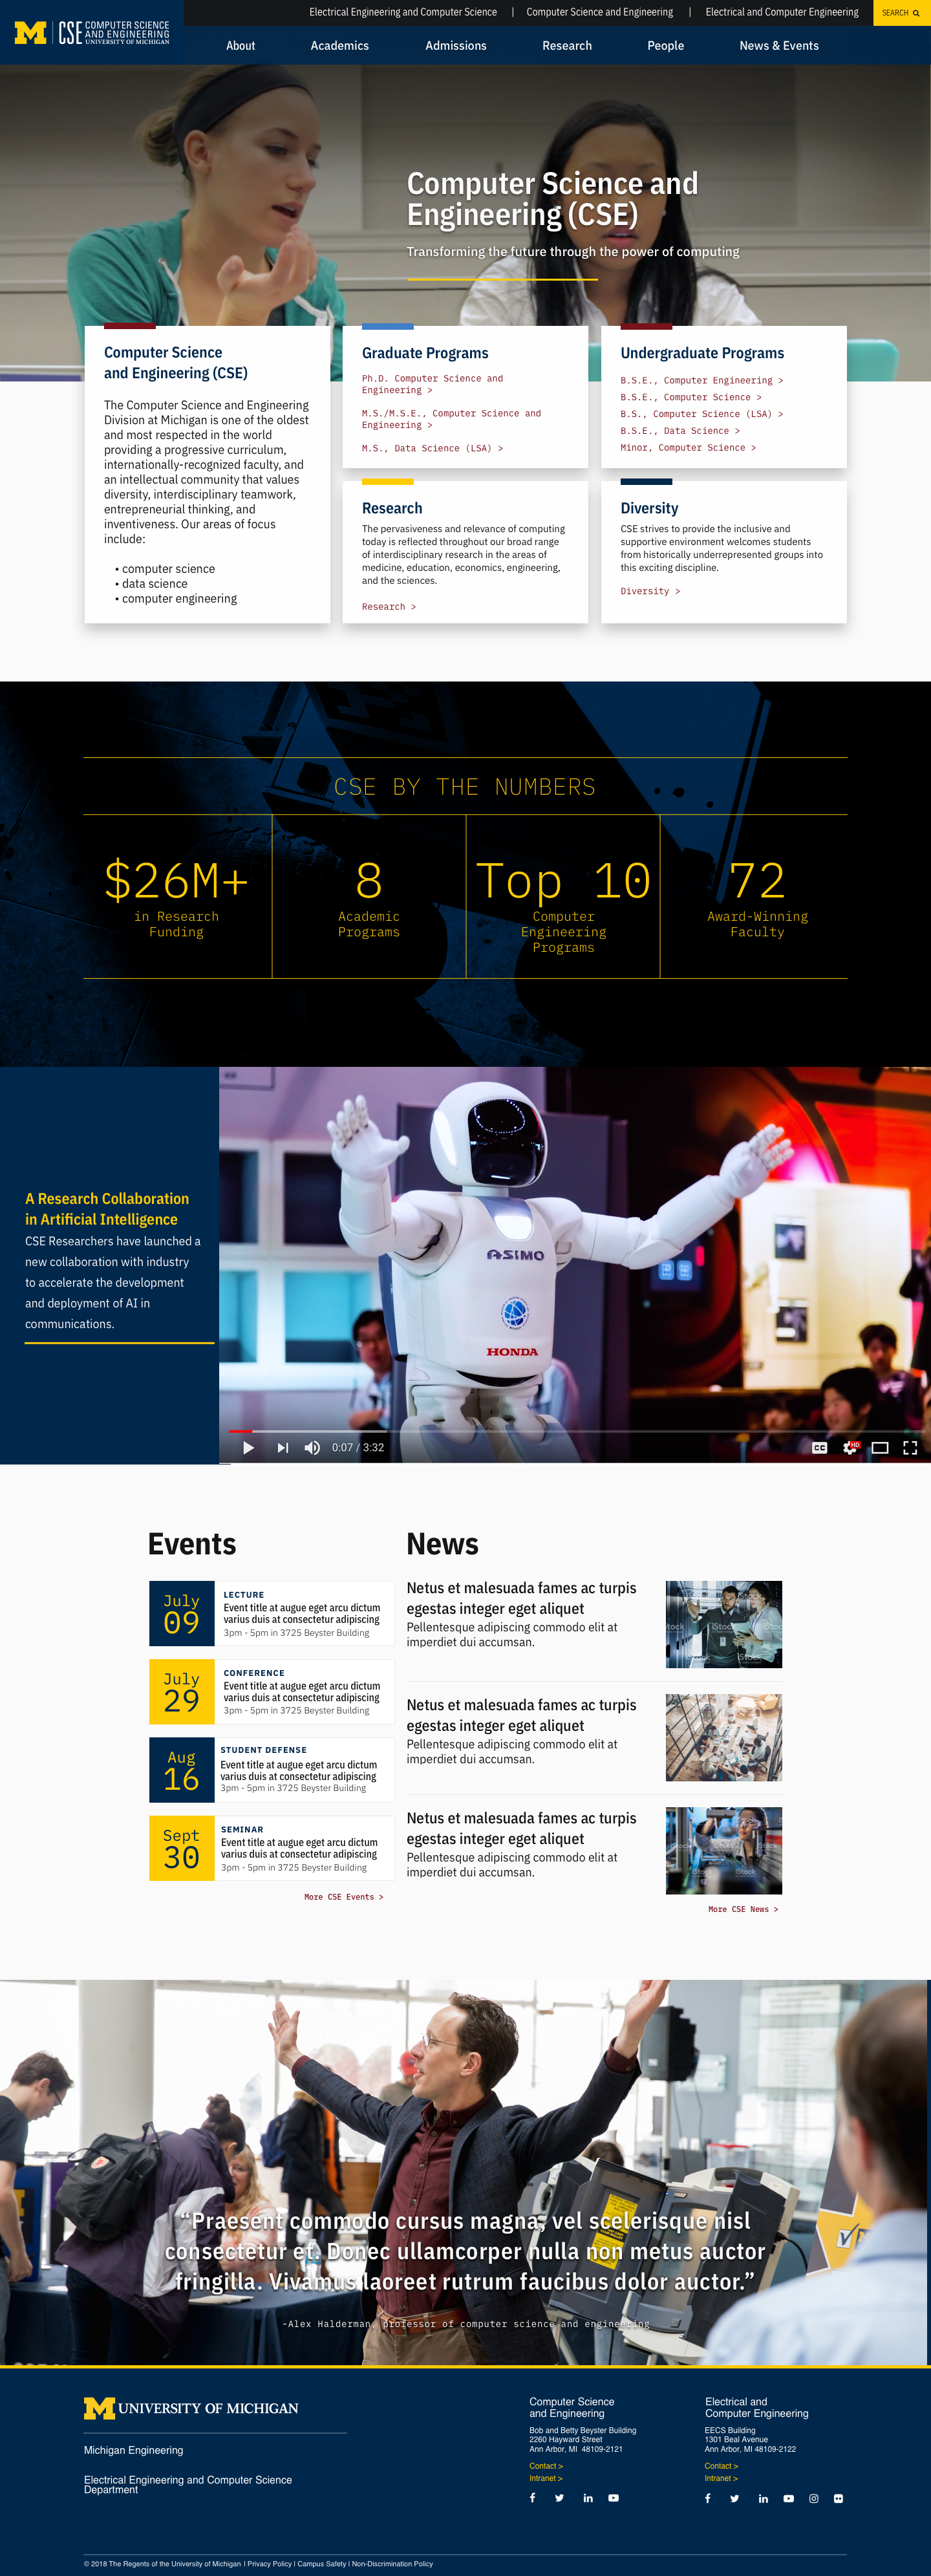 Electrical Engineering and Computer Science | Computer Science and Engineering | Electrical and Computer Engineering
SEARCH
M | CSE COMPUTER SCIENCE
AND ENGINEERING
UNIVERSITY OF MICHIGAN
About Academics Admissions Research People News & Events
Computer Science and
Engineering (CSE)
Transforming the future through the power of computing
Computer Science
and Engineering (CSE)
The Computer Science and Engineering
Division at Michigan is one of the oldest
and most respected in the world
providing a progressive curriculum,
internationally-recognized faculty, and
an intellectual community that values
diversity, interdisciplinary teamwork,
entrepreneurial thinking, and
inventiveness. Our areas of focus
include:
• computer science
• data science
• computer engineering
Graduate Programs
Ph.D. Computer Science and
Engineering >
M.S./M.S.E., Computer Science and
Engineering >
M.S., Data Science (LSA) >
Undergraduate Programs
B.S.E., Computer Engineering >
B.S.E., Computer Science >
B.S., Computer Science (LSA) >
B.S.E., Data Science >
Minor, Computer Science >
Research
The pervasiveness and relevance of computing
today is reflected throughout our broad range
of interdisciplinary research in the areas of
medicine, education, economics, engineering,
and the sciences.
Research >
Diversity
CSE strives to provide the inclusive and
supportive environment welcomes students
from historically underrepresented groups into
this exciting discipline.
Diversity >
CSE BY THE NUMBERS
$26M+
in Research
Funding
8
Academic
Programs
Top 10
Computer
Engineering
Programs
72
Award-Winning
Faculty
A Research Collaboration
in Artificial Intelligence
CSE Researchers have launched a
new collaboration with industry
to accelerate the development
and deployment of AI in
communications.
ASIMO
HONDA
0:07 / 3:32
CC
HD
Events
July
09
LECTURE
Event title at augue eget arcu dictum
varius duis at consectetur adipiscing
3pm - 5pm in 3725 Beyster Building
July
29
CONFERENCE
Event title at augue eget arcu dictum
varius duis at consectetur adipiscing
3pm - 5pm in 3725 Beyster Building
Aug
16
STUDENT DEFENSE
Event title at augue eget arcu dictum
varius duis at consectetur adipiscing
3pm - 5pm in 3725 Beyster Building
Sept
30
SEMINAR
Event title at augue eget arcu dictum
varius duis at consectetur adipiscing
3pm - 5pm in 3725 Beyster Building
More CSE Events >
News
Netus et malesuada fames ac turpis
egestas integer eget aliquet
Pellentesque adipiscing commodo elit at
imperdiet dui accumsan.
Netus et malesuada fames ac turpis
egestas integer eget aliquet
Pellentesque adipiscing commodo elit at
imperdiet dui accumsan.
Netus et malesuada fames ac turpis
egestas integer eget aliquet
Pellentesque adipiscing commodo elit at
imperdiet dui accumsan.
More CSE News >
“Praesent commodo cursus magna, vel scelerisque nisl
consectetur et. Donec ullamcorper nulla non metus auctor
fringilla. Vivamus laoreet rutrum faucibus dolor auctor.”
-Alex Halderman, professor of computer science and engineering
M UNIVERSITY OF MICHIGAN
Michigan Engineering
Electrical Engineering and Computer Science
Department
Computer Science
and Engineering
Bob and Betty Beyster Building
2260 Hayward Street
Ann Arbor, MI 48109-2121
Contact >
Intranet >
Electrical and
Computer Engineering
EECS Building
1301 Beal Avenue
Ann Arbor, MI 48109-2122
Contact >
Intranet >
© 2018 The Regents of the University of Michigan | Privacy Policy | Campus Safety | Non-Discrimination Policy